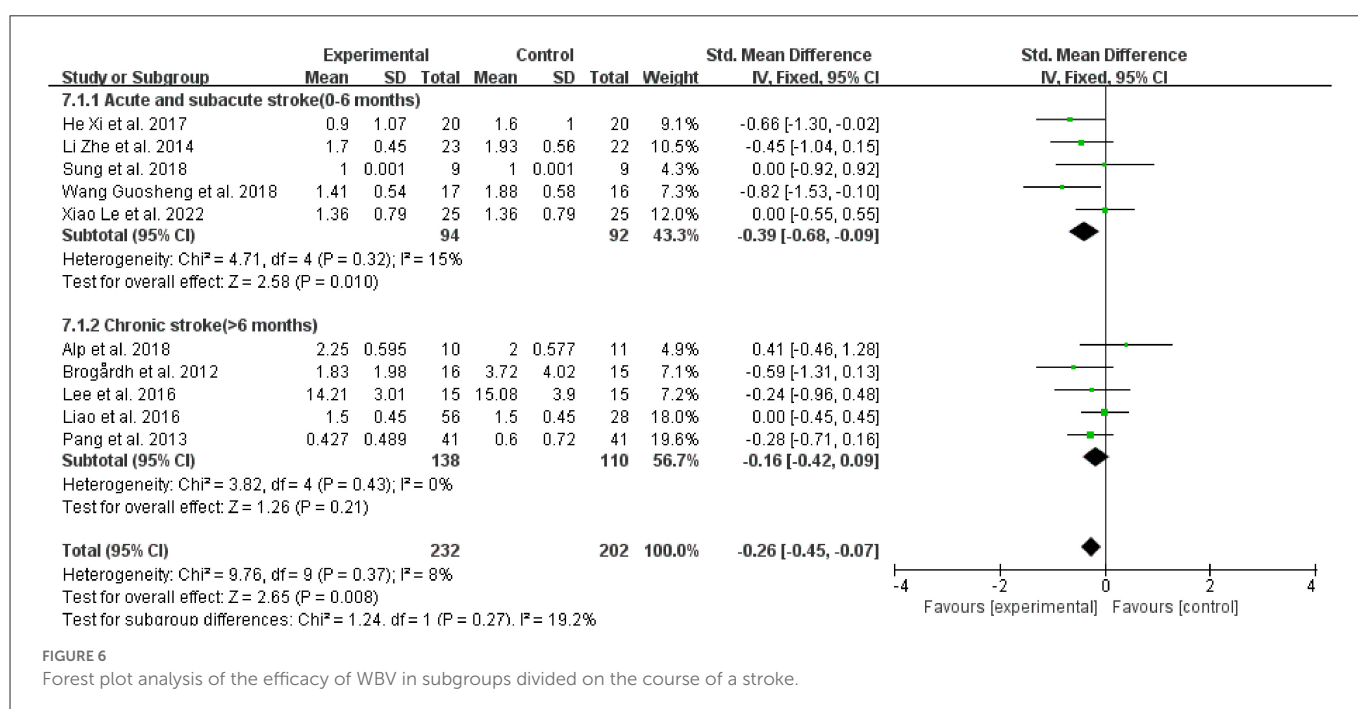 Experimental Control Std. Mean Difference Std. Mean Difference
Study or Subgroup Mean SD Total Mean SD Total Weight IV, Fixed, 95% CI IV, Fixed, 95% CI
7.1.1 Acute and subacute stroke(0-6 months)
He Xi et al. 2017 0.9 1.07 20 1.6 1 20 9.1% -0.66 [-1.30, -0.02]
Li Zhe et al. 2014 1.7 0.45 23 1.93 0.56 22 10.5% -0.45 [-1.04, 0.15]
Sung et al. 2018 1 0.001 9 1 0.001 9 4.3% 0.00 [-0.92, 0.92]
Wang Guosheng et al. 2018 1.41 0.54 17 1.88 0.58 16 7.3% -0.82 [-1.53, -0.10]
Xiao Le et al. 2022 1.36 0.79 25 1.36 0.79 25 12.0% 0.00 [-0.55, 0.55]
Subtotal (95% CI) 94 92 43.3% -0.39 [-0.68, -0.09]
Heterogeneity: Chi² = 4.71, df = 4 (P = 0.32); I² = 15%
Test for overall effect: Z = 2.58 (P = 0.010)
7.1.2 Chronic stroke(>6 months)
Alp et al. 2018 2.25 0.595 10 2 0.577 11 4.9% 0.41 [-0.46, 1.28]
Brogårdh et al. 2012 1.83 1.98 16 3.72 4.02 15 7.1% -0.59 [-1.31, 0.13]
Lee et al. 2016 14.21 3.01 15 15.08 3.9 15 7.2% -0.24 [-0.96, 0.48]
Liao et al. 2016 1.5 0.45 56 1.5 0.45 28 18.0% 0.00 [-0.45, 0.45]
Pang et al. 2013 0.427 0.489 41 0.6 0.72 41 19.6% -0.28 [-0.71, 0.16]
Subtotal (95% CI) 138 110 56.7% -0.16 [-0.42, 0.09]
Heterogeneity: Chi² = 3.82, df = 4 (P = 0.43); I² = 0%
Test for overall effect: Z = 1.26 (P = 0.21)
Total (95% CI) 232 202 100.0% -0.26 [-0.45, -0.07]
Heterogeneity: Chi² = 9.76, df = 9 (P = 0.37); I² = 8%
Test for overall effect: Z = 2.65 (P = 0.008)
Test for subgroup differences: Chi² = 1.24, df = 1 (P = 0.27), I² = 19.2%
-4 -2 0 2 4
Favours [experimental] Favours [control]
FIGURE 6
Forest plot analysis of the efficacy of WBV in subgroups divided on the course of a stroke.